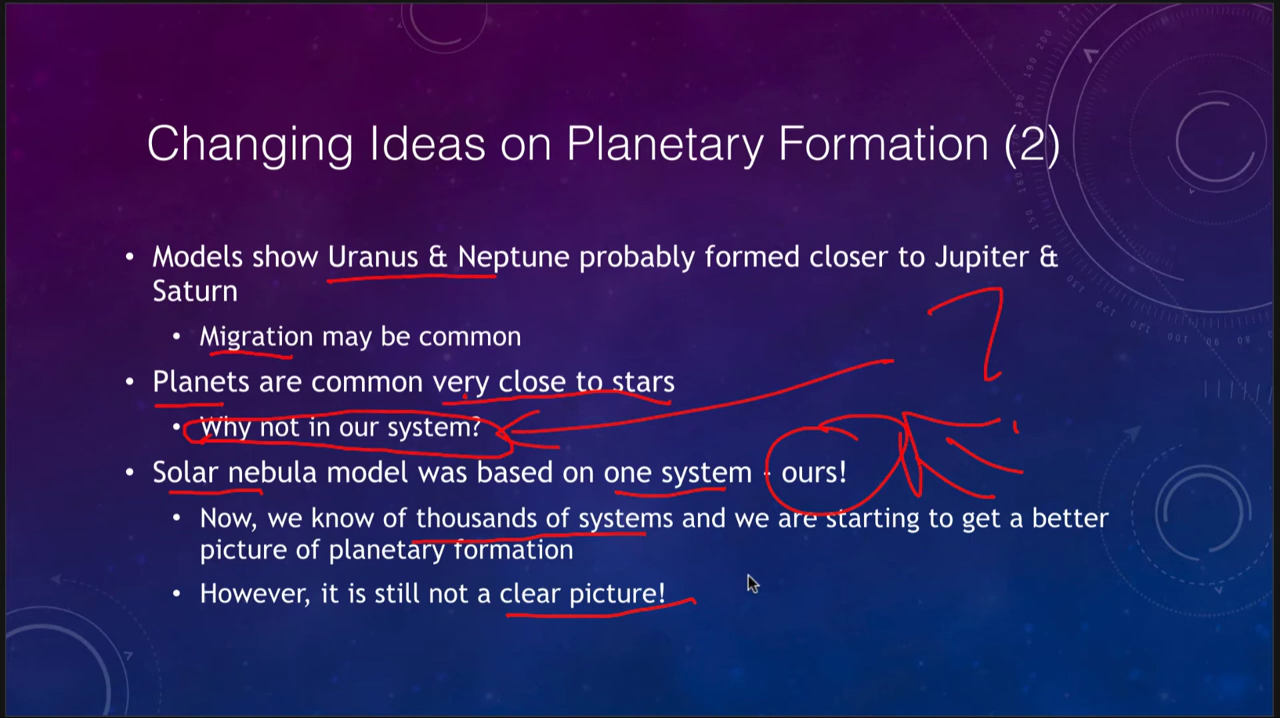 Changing Ideas on Planetary Formation (2)
• Models show Uranus & Neptune probably formed closer to Jupiter &
Saturn
• Migration may be common
• Planets are common very close to stars
• Why not in our system?
• Solar nebula model was based on one system - ours!
• Now, we know of thousands of systems and we are starting to get a better
picture of planetary formation
• However, it is still not a clear picture!